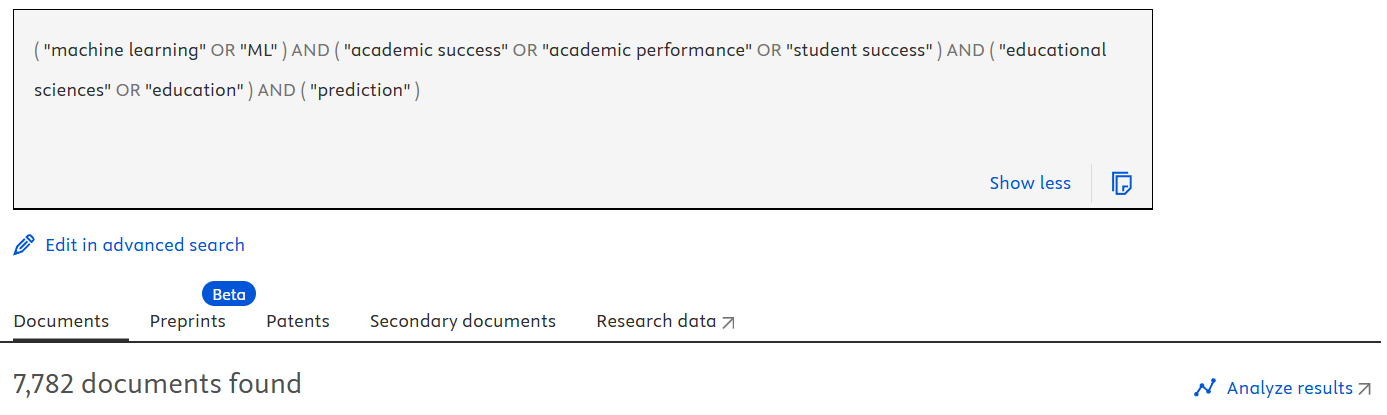 ( "machine learning" OR "ML" ) AND ( "academic success" OR "academic performance" OR "student success" ) AND ( "educational
sciences" OR "education" ) AND ( "prediction" )
Show less
Edit in advanced search
Beta
Documents Preprints Patents Secondary documents Research data
7,782 documents found
Analyze results